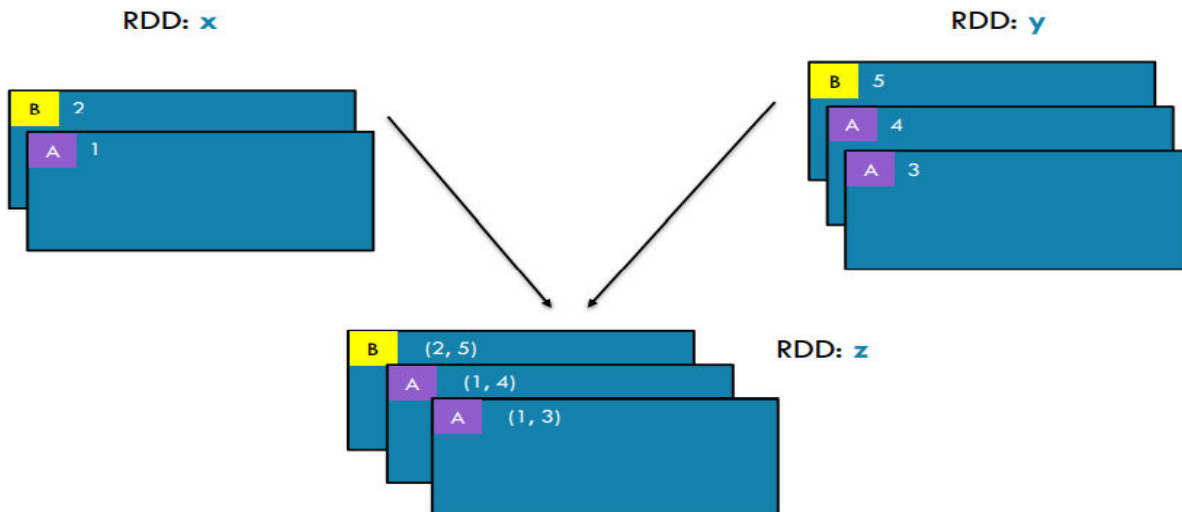 RDD: x
B 2
A 1
RDD: y
B 5
A 4
A 3
B (2, 5)
A (1, 4)
A (1, 3)
RDD: z